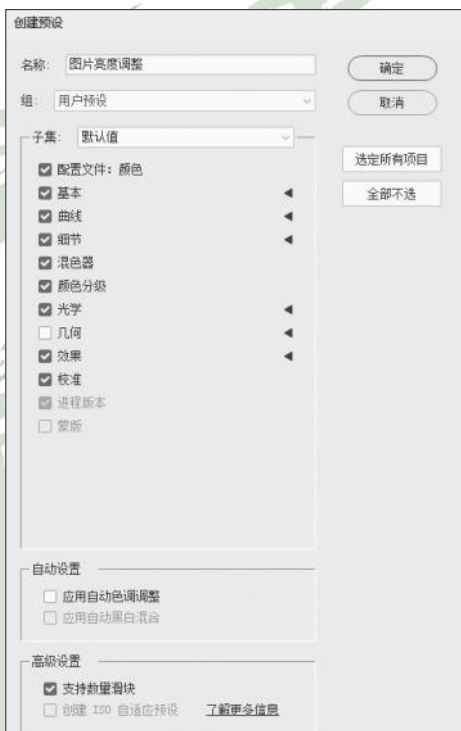 创建预设
名称: 图片亮度调整
确定
组: 用户预设
取消
子集: 默认值
选定所有项目
全部不选
配置文件: 颜色
基本
曲线
细节
混色器
颜色分级
光学
几何
效果
校准
进程版本
蒙版
自动设置
应用自动色调调整
应用自动黑白混合
高级设置
支持数量滑块
创建 ISO 自适应预设 了解更多信息